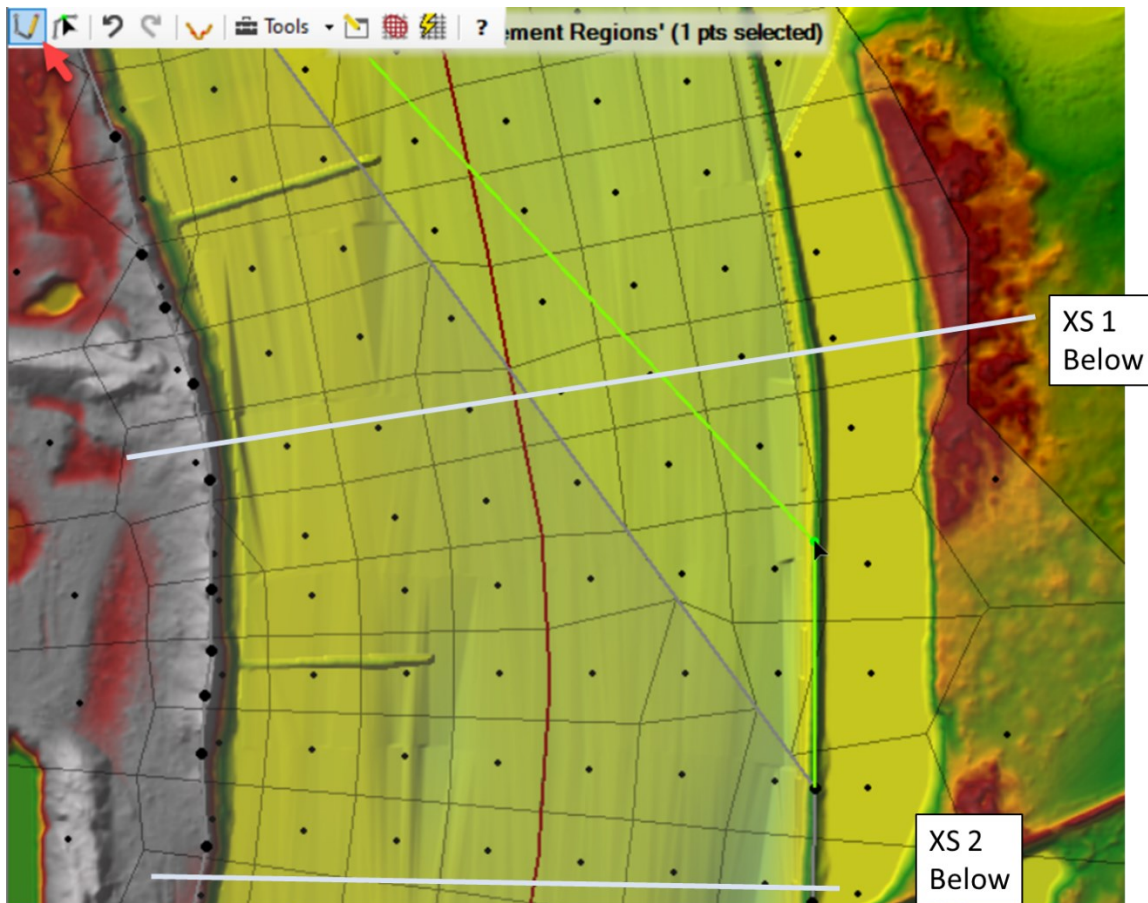 Tools ?
ement Regions' (1 pts selected)
XS 1
Below
XS 2
Below